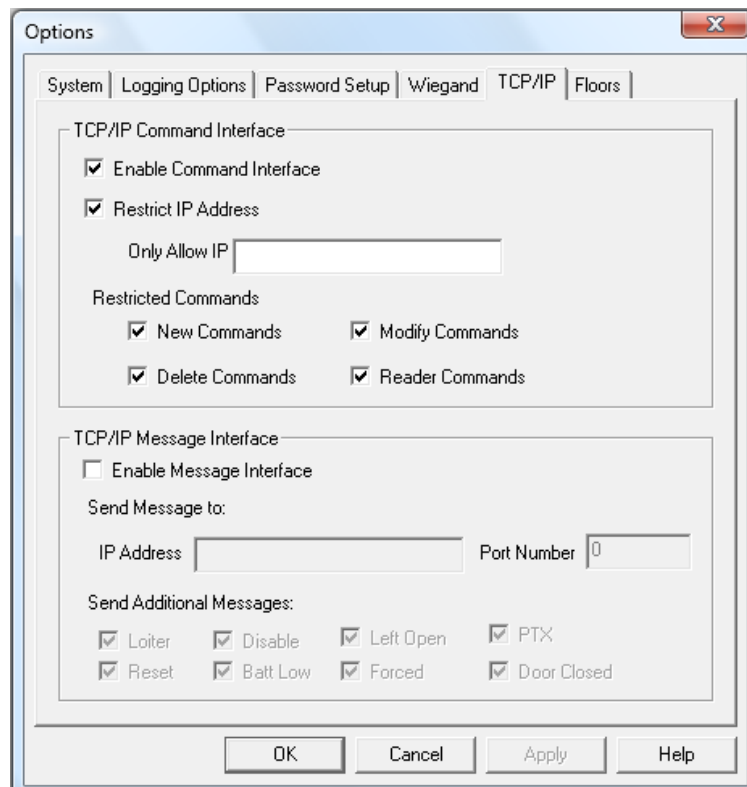 Options
System Logging Options Password Setup Wiegand TCP/IP Floors
TCP/IP Command Interface
Enable Command Interface
Restrict IP Address
Only Allow IP
Restricted Commands
New Commands Modify Commands
Delete Commands Reader Commands
TCP/IP Message Interface
Enable Message Interface
Send Message to:
IP Address Port Number 0
Send Additional Messages:
Loiter Disable Left Open PTX
Reset Batt Low Forced Door Closed
OK Cancel Apply Help